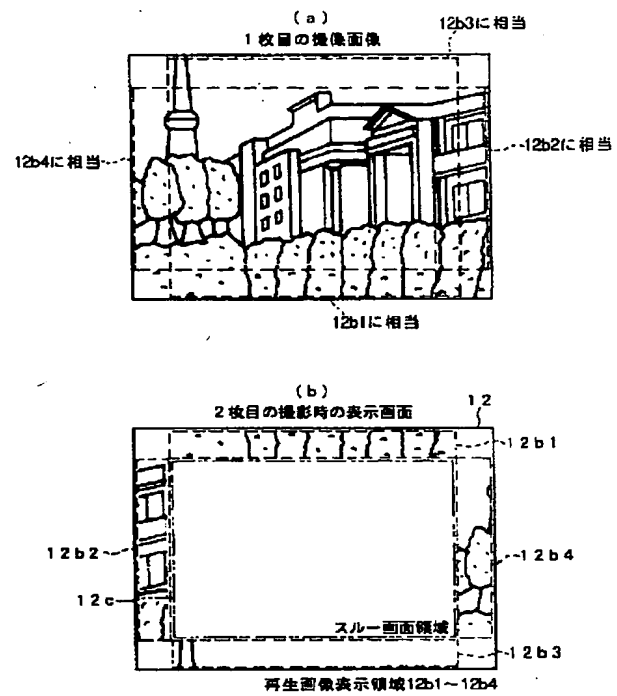 (a)
1枚目の撮像画像
12b3に相当
12b4に相当
12b2に相当
12b1に相当
(b)
2枚目の撮影時の表示画面
12
12b1
12b2
12b4
12c
スルー画面領域
12b3
再生画像表示領域12b1～12b4